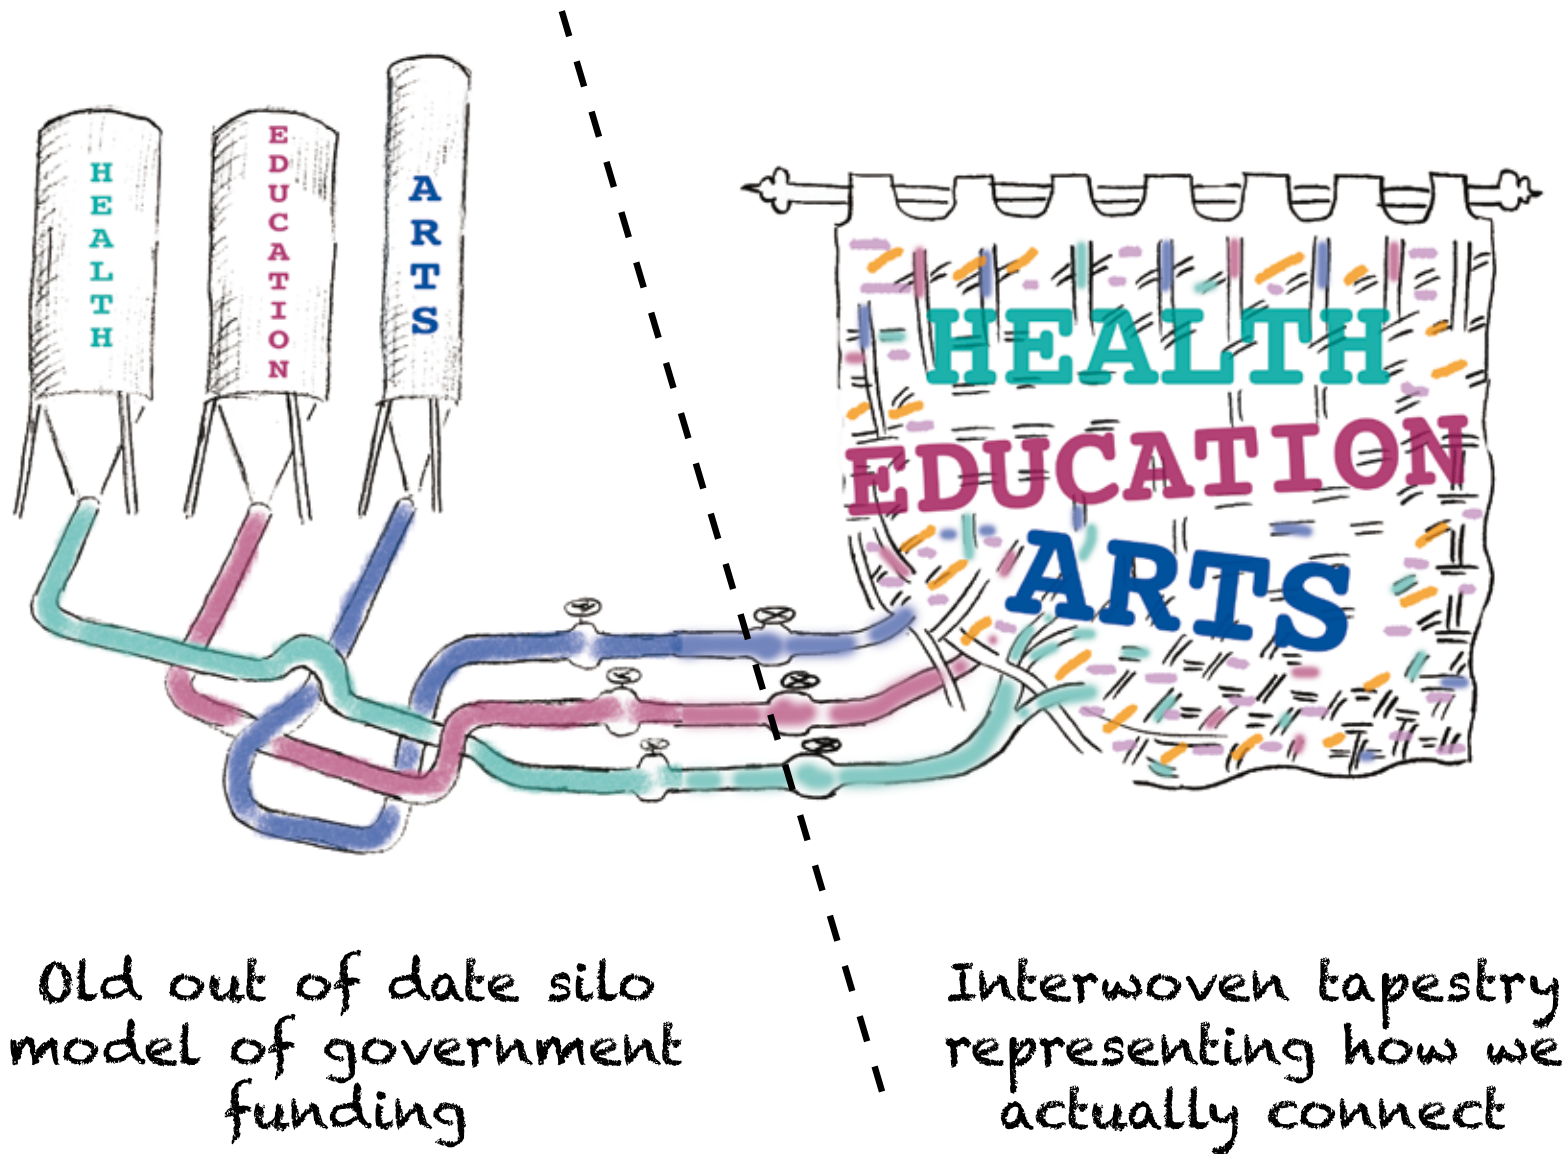 HEALTH
EDUCATION
ARTS
HEALTH
EDUCATION
ARTS
Old out of date silo
model of government
funding
Interwoven tapestry
representing how we
actually connect